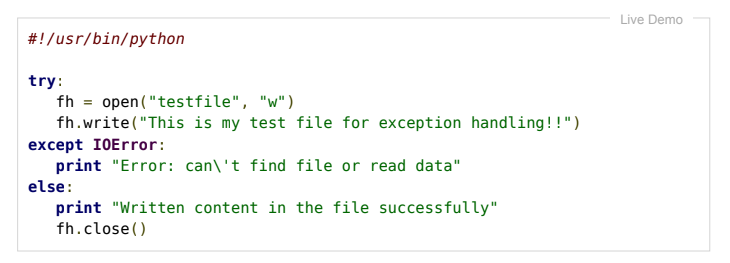 Live Demo
#!/usr/bin/python
try:
fh = open("testfile", "w")
fh.write("This is my test file for exception handling!!")
except IOError:
print "Error: can\'t find file or read data"
else:
print "Written content in the file successfully"
fh.close()